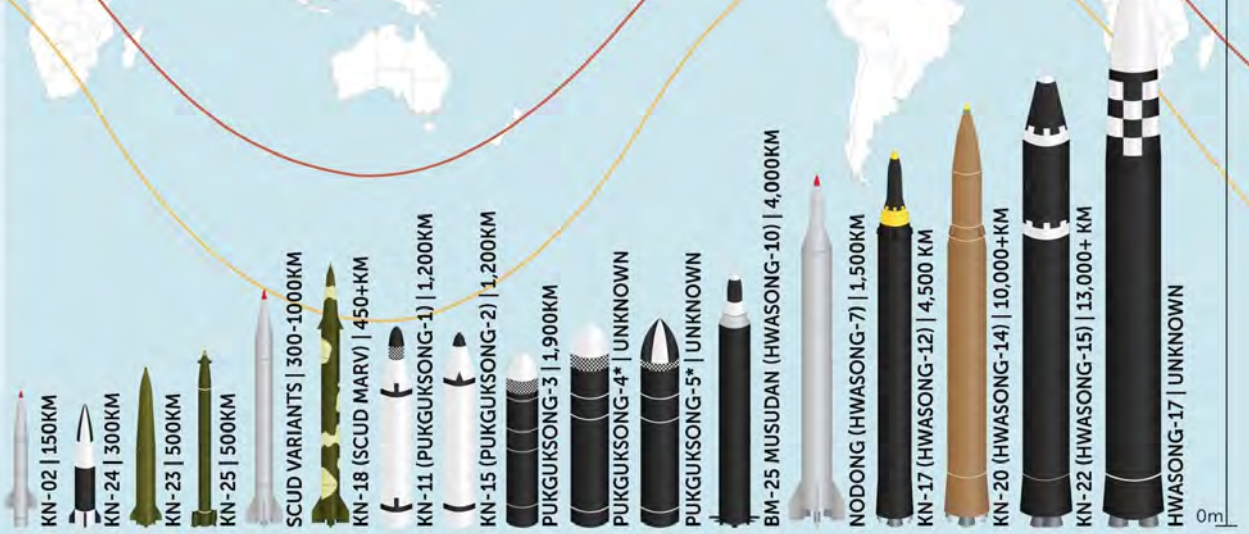 KN-02 | 150KM
KN-24 | 300KM
KN-23 | 500KM
KN-25 | 500KM
SCUD VARIANTS | 300-1000KM
KN-18 (SCUD MARV) | 450+KM
KN-11 (PUKGUKSONG-1) | 1,200KM
KN-15 (PUKGUKSONG-2) | 1,200KM
PUKGUKSONG-3 | 1,900KM
PUKGUKSONG-4* | UNKNOWN
PUKGUKSONG-5* | UNKNOWN
BM-25 MUSUDAN (HWASONG-10) | 4,000KM
NODONG (HWASONG-7) | 1,500KM
KN-17 (HWASONG-12) | 4,500 KM
KN-20 (HWASONG-14) | 10,000+KM
KN-22 (HWASONG-15) | 13,000+ KM
HWASONG-17 | UNKNOWN
0m